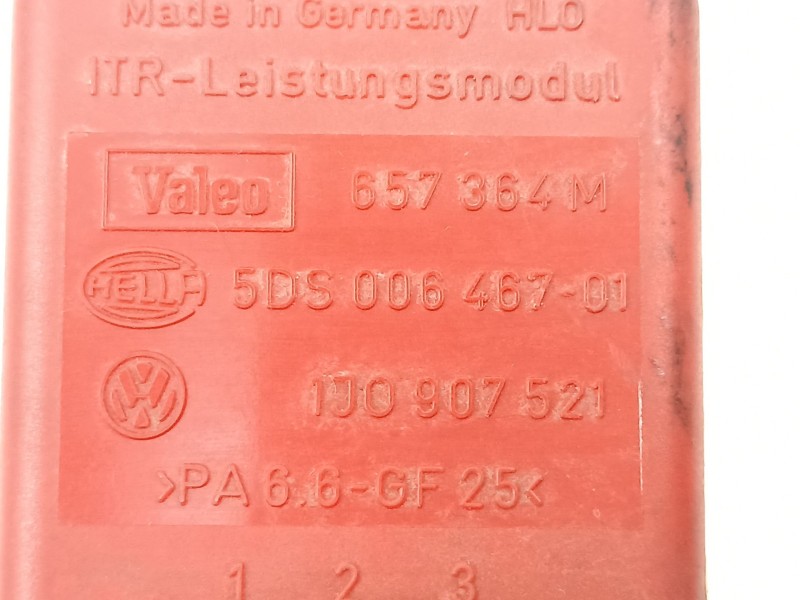 Made in Germany HLO
ITR-Leistungsmodul
Valeo 657 364 M
HELLA 5DS 006 467-01
VW 1J0 907 521
>PA 6.6-GF 25<
1 2 3